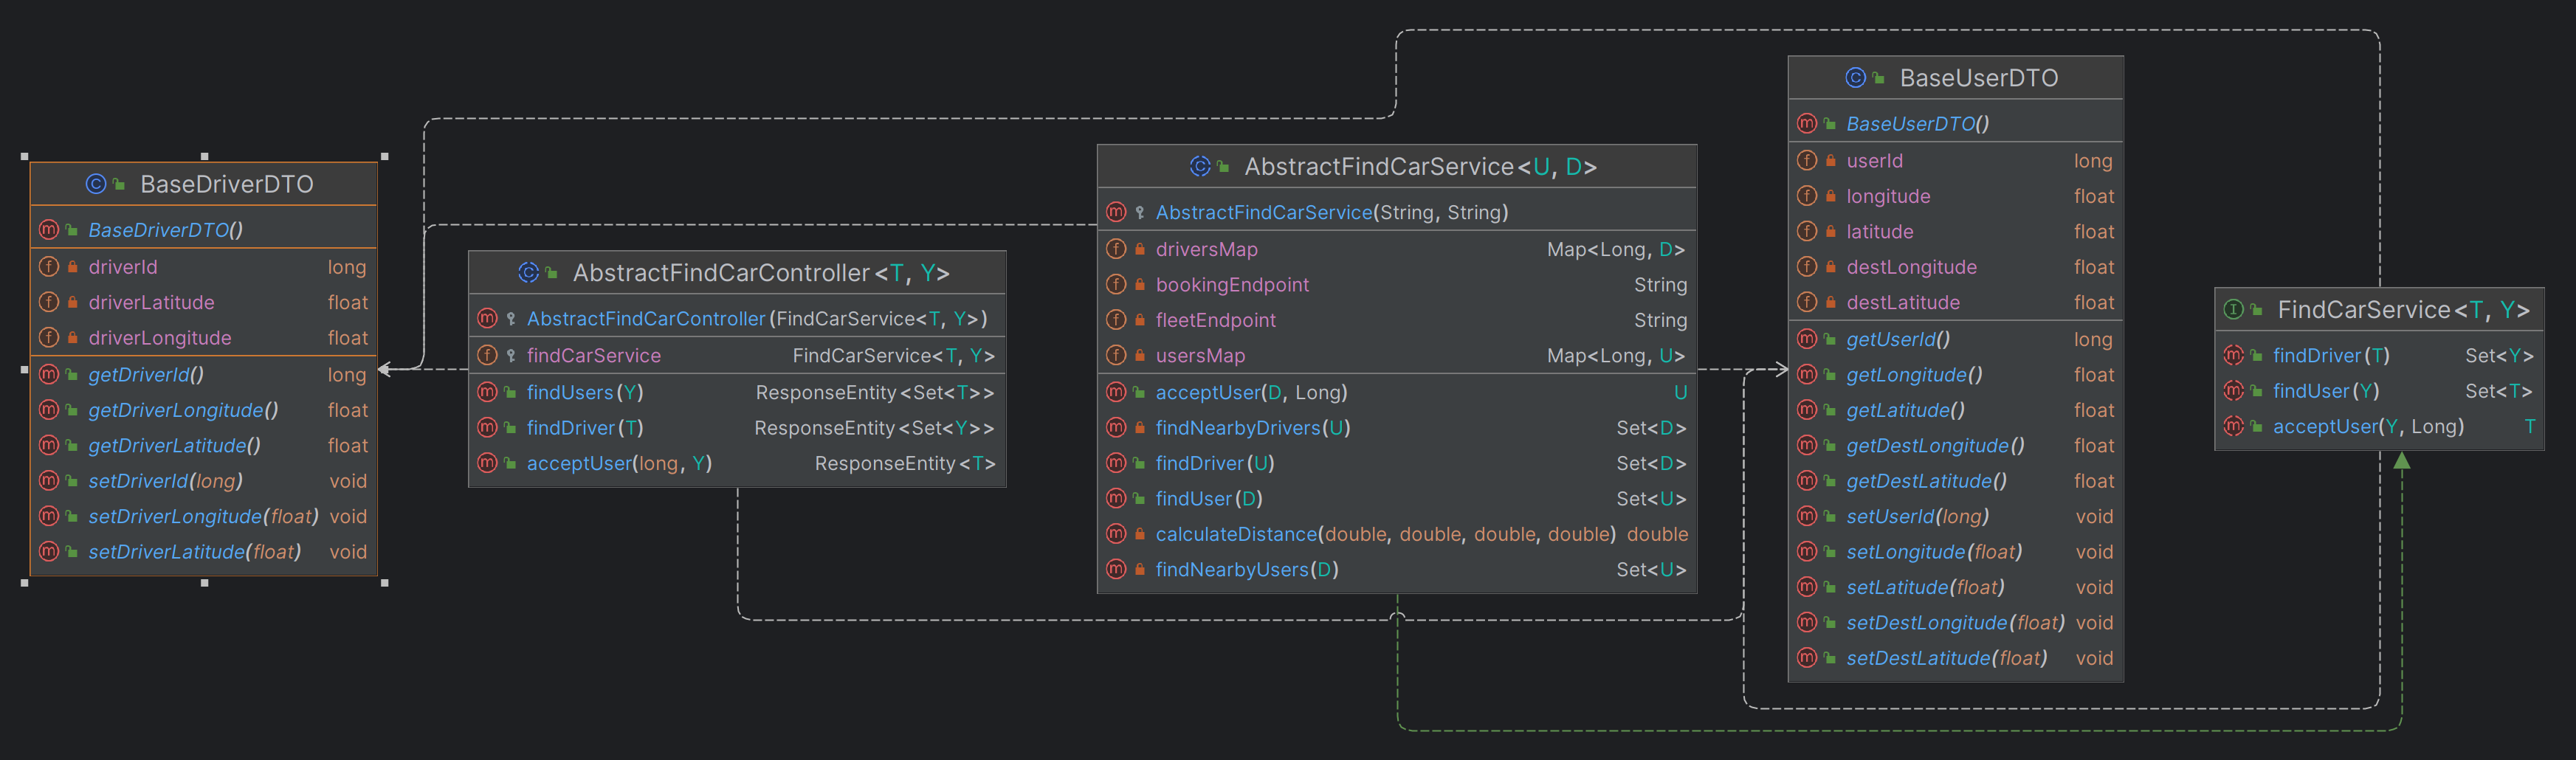 BaseDriverDTO
BaseDriverDTO()
driverId long
driverLatitude float
driverLongitude float
getDriverId() long
getDriverLongitude() float
getDriverLatitude() float
setDriverId(long) void
setDriverLongitude(float) void
setDriverLatitude(float) void
AbstractFindCarController<T, Y>
AbstractFindCarController(FindCarService<T, Y>)
findCarService FindCarService<T, Y>
findUsers(Y) ResponseEntity<Set<T>>
findDriver(T) ResponseEntity<Set<Y>>
acceptUser(long, Y) ResponseEntity<T>
AbstractFindCarService<U, D>
AbstractFindCarService(String, String)
driversMap Map<Long, D>
bookingEndpoint String
fleetEndpoint String
usersMap Map<Long, U>
acceptUser(D, Long) U
findNearbyDrivers(U) Set<D>
findDriver(U) Set<D>
findUser(D) Set<U>
calculateDistance(double, double, double, double) double
findNearbyUsers(D) Set<U>
BaseUserDTO
BaseUserDTO()
userId long
longitude float
latitude float
destLongitude float
destLatitude float
getUserId() long
getLongitude() float
getLatitude() float
getDestLongitude() float
getDestLatitude() float
setUserId(long) void
setLongitude(float) void
setLatitude(float) void
setDestLongitude(float) void
setDestLatitude(float) void
FindCarService<T, Y>
findDriver(T) Set<Y>
findUser(Y) Set<T>
acceptUser(Y, Long) T